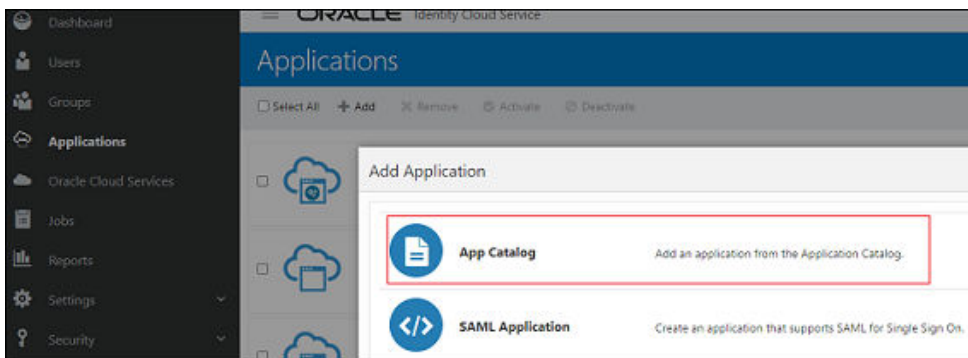 Dashboard
ORACLE Identity Cloud Service
Users
Applications
Groups
Select All Add Remove Activate Deactivate
Applications
Add Application
Oracle Cloud Services
Jobs
App Catalog Add an application from the Application Catalog.
Reports
Settings
SAML Application Create an application that supports SAML for Single Sign On.
Security